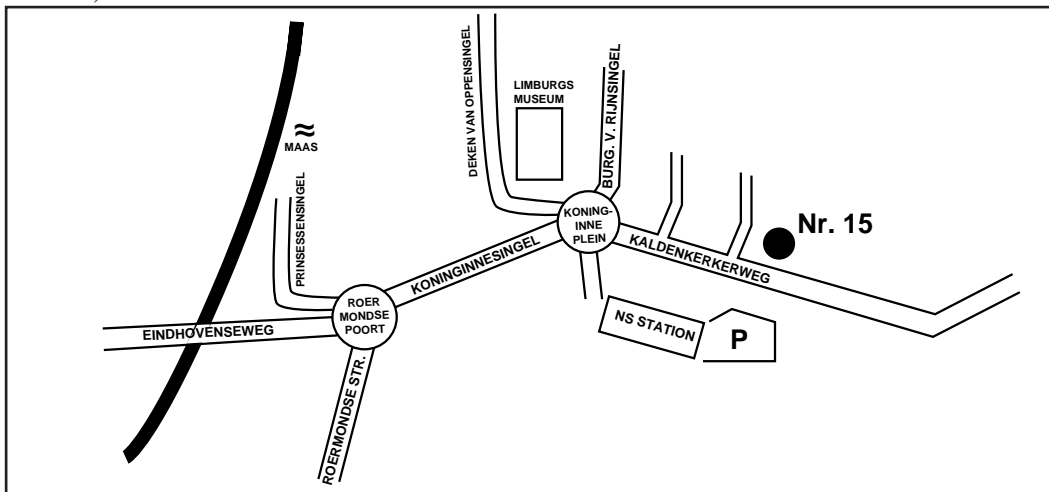 LIMBURGS
MUSEUM
DEKEN VAN OPPENSINGEL
BURG. V. RIJNSINGEL
MAAS
PRINSESSENSINGEL
KONING-
INNE
PLEIN
Nr. 15
KALDENKERKERWEG
KONINGINNESINGEL
ROER
MONDSE
POORT
EINDHOVENSEWEG
NS STATION
P
ROERMONDSE STR.